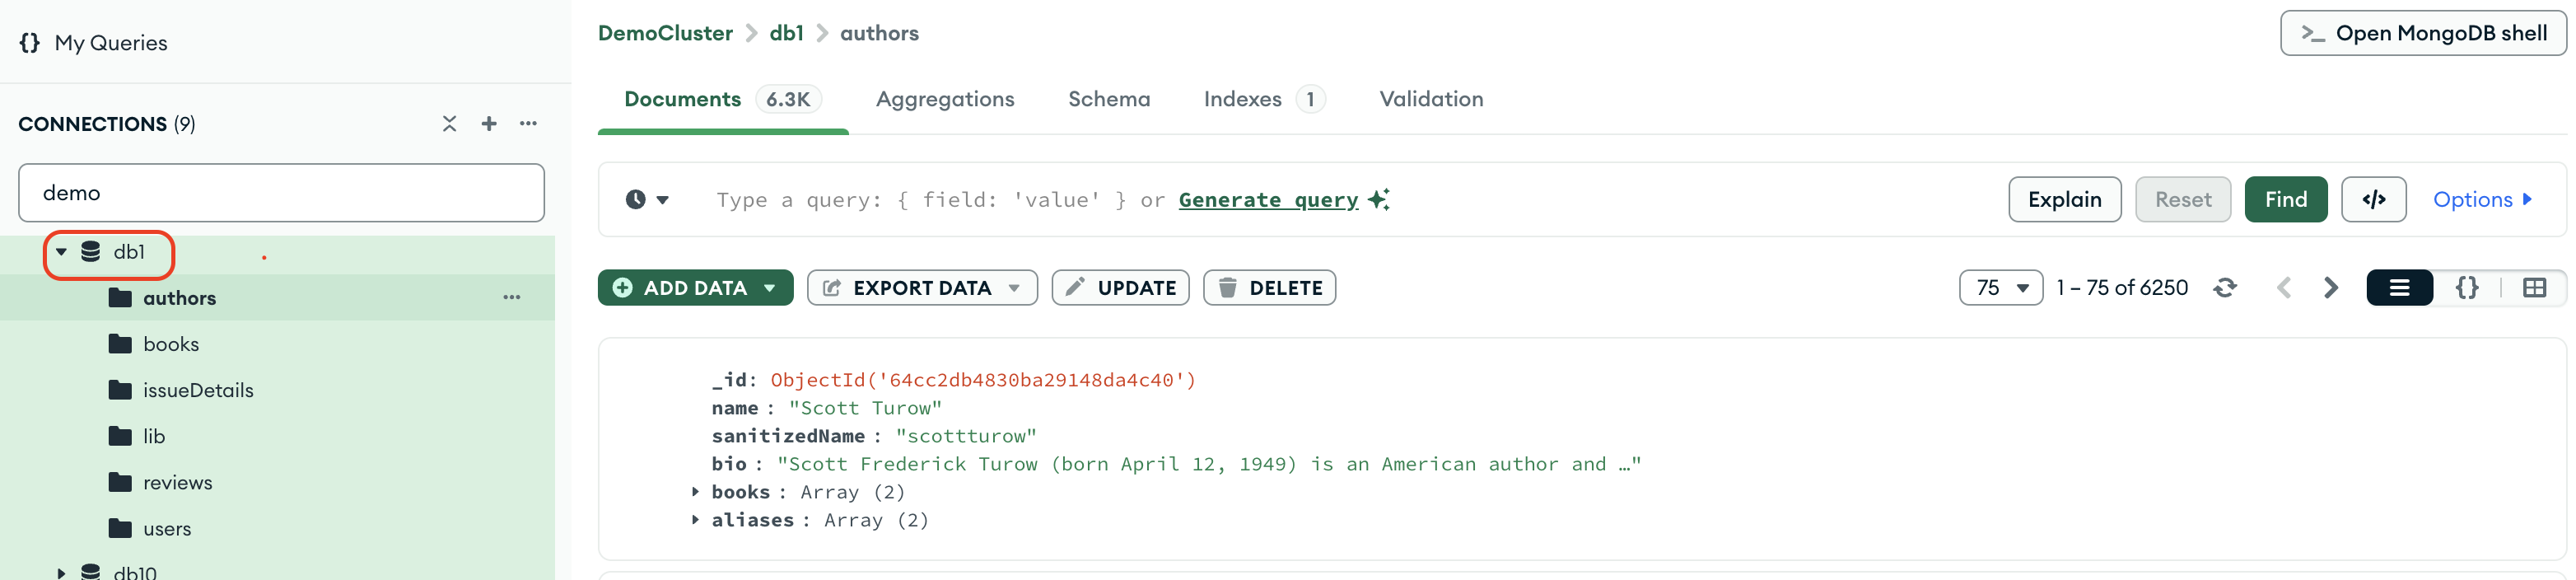 {} My Queries
CONNECTIONS (9)
demo
db1
authors
books
issueDetails
lib
reviews
users
db10
DemoCluster > db1 > authors
>_ Open MongoDB shell
Documents 6.3K Aggregations Schema Indexes 1 Validation
Type a query: { field: 'value' } or Generate query
Explain Reset Find </> Options
ADD DATA EXPORT DATA UPDATE DELETE
75 1 – 75 of 6250 {}
_id: ObjectId('64cc2db4830ba29148da4c40')
name : "Scott Turow"
sanitizedName : "scottturow"
bio : "Scott Frederick Turow (born April 12, 1949) is an American author and …"
books : Array (2)
aliases : Array (2)